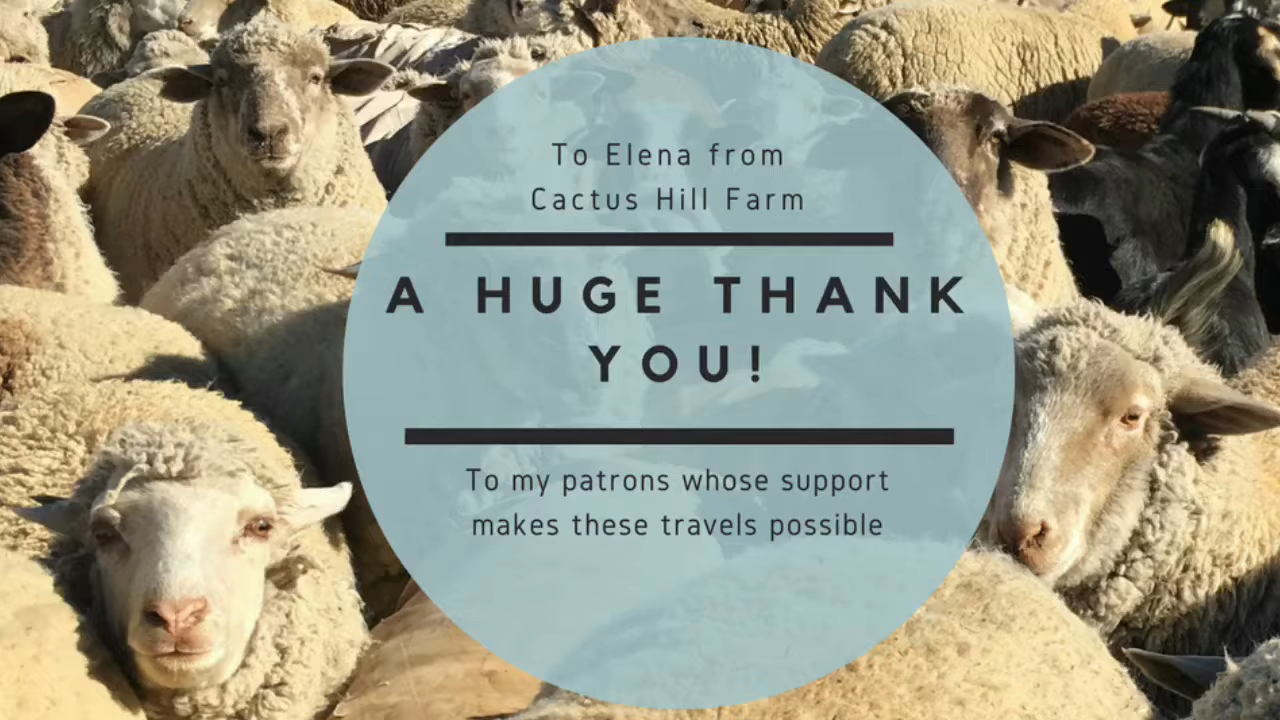 To Elena from
Cactus Hill Farm
A HUGE THANK
YOU!
To my patrons whose support
makes these travels possible